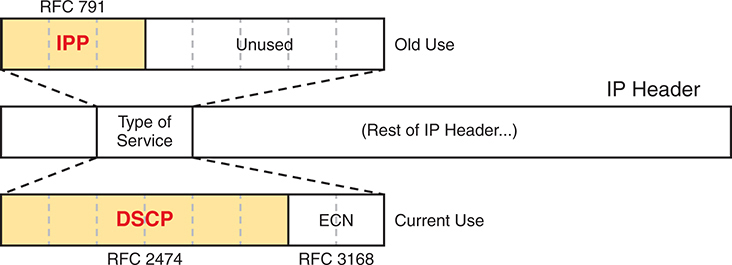 RFC 791
IPP
Unused
Old Use
IP Header
Type of
Service
(Rest of IP Header...)
DSCP
ECN
Current Use
RFC 2474
RFC 3168